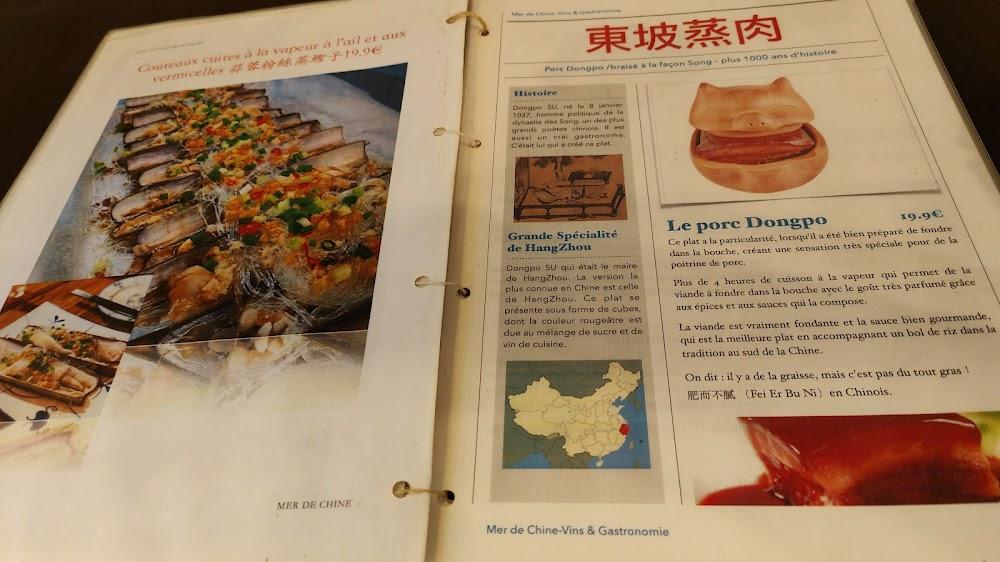 Couteaux cuites à la vapeur à l'ail et aux
vermicelles 蒜蓉粉絲蒸蟶子19.9€
MER DE CHINE
Mer de Chine-Vins & Gastronomie
東坡蒸肉
Porc Dongpo /braisé à la façon Song - plus 1000 ans d'histoire
Histoire
Dongpo SU, né le 8 janvier
1037, homme politique de la
dynastie des Song, un des plus
grands poètes chinois. Il est
aussi un vrai gastronome.
C'était lui qui a créé ce plat.
Grande Spécialité
de HangZhou
Dongpo SU qui était le maire
de HangZhou. La version la
plus connue en Chine est celle
de HangZhou. Ce plat se
présente sous forme de cubes,
dont la couleur rougeâtre est
due au mélange de sucre et de
vin de cuisine.
Le porc Dongpo 19.9€
Ce plat a la particularité, lorsqu'il a été bien préparé de fondre
dans la bouche, créant une sensation très spéciale pour de la
poitrine de porc.
Plus de 4 heures de cuisson à la vapeur qui permet de la
viande à fondre dans la bouche avec le goût très parfumé grâce
aux épices et aux sauces qui la compose.
La viande est vraiment fondante et la sauce bien gourmande,
qui est la meilleure plat en accompagnant un bol de riz dans la
tradition au sud de la Chine.
On dit : il y a de la graisse, mais c'est pas du tout gras !
肥而不膩 (Fei Er Bu Ni) en Chinois.
Mer de Chine-Vins & Gastronomie